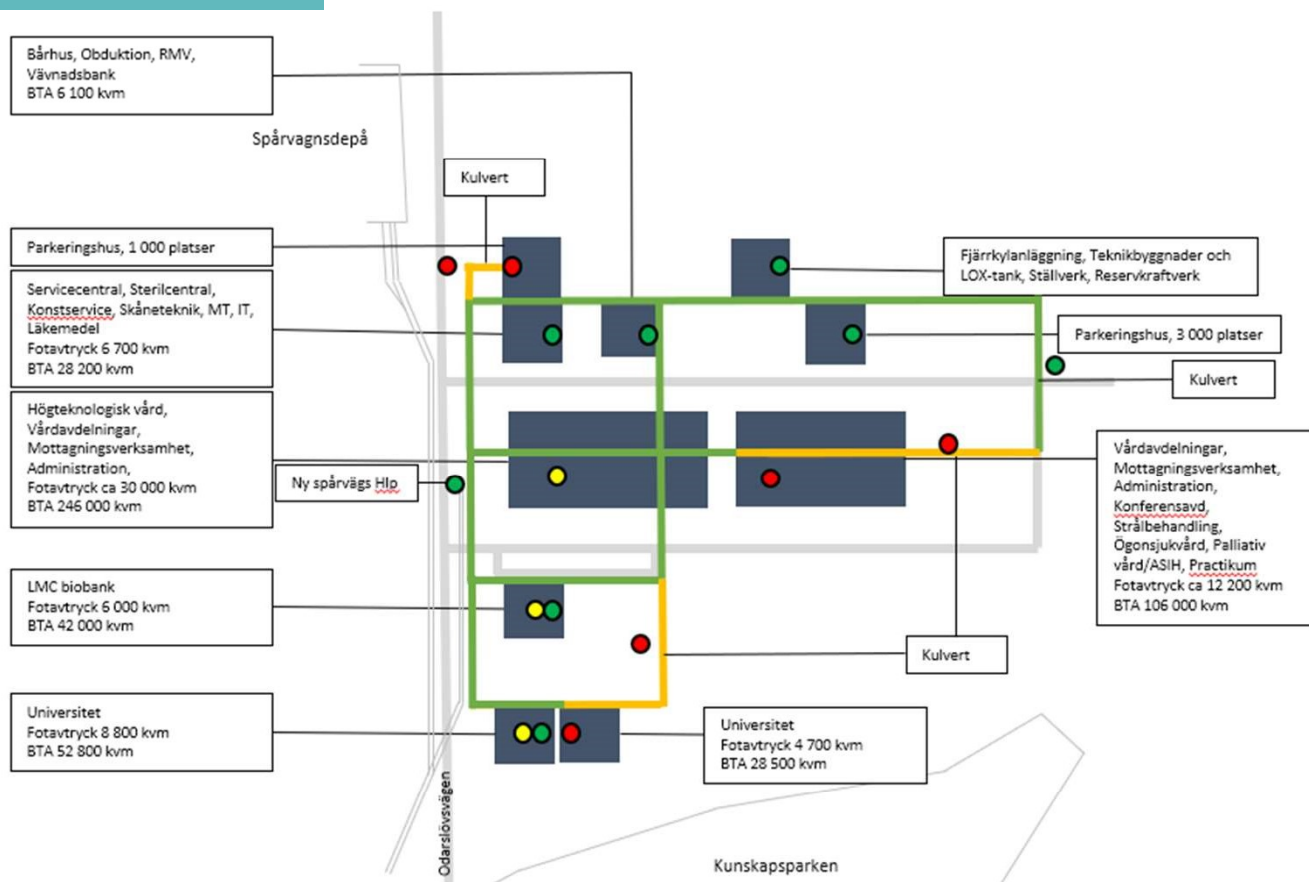 Bårhus, Obduktion, RMV,
Vävnadsbank
BTA 6 100 kvm
Spårvagnsdepå
Kulvert
Parkeringshus, 1 000 platser
Servicecentral, Sterilcentral,
Konstservice, Skåneteknik, MT, IT,
Läkemedel
Fotavtryck 6 700 kvm
BTA 28 200 kvm
Högteknologisk vård,
Vårdavdelningar,
Mottagningsverksamhet,
Administration,
Fotavtryck ca 30 000 kvm
BTA 246 000 kvm
Ny spårvägs Hlp
LMC biobank
Fotavtryck 6 000 kvm
BTA 42 000 kvm
Universitet
Fotavtryck 8 800 kvm
BTA 52 800 kvm
Odarslövsvägen
Fjärrkylanläggning, Teknikbyggnader och
LOX-tank, Ställverk, Reservkraftverk
Parkeringshus, 3 000 platser
Kulvert
Vårdavdelningar,
Mottagningsverksamhet,
Administration,
Konferensavd,
Strålbehandling,
Ögonsjukvård, Palliativ
vård/ASIH, Practikum
Fotavtryck ca 12 200 kvm
BTA 106 000 kvm
Kulvert
Universitet
Fotavtryck 4 700 kvm
BTA 28 500 kvm
Kunskapsparken